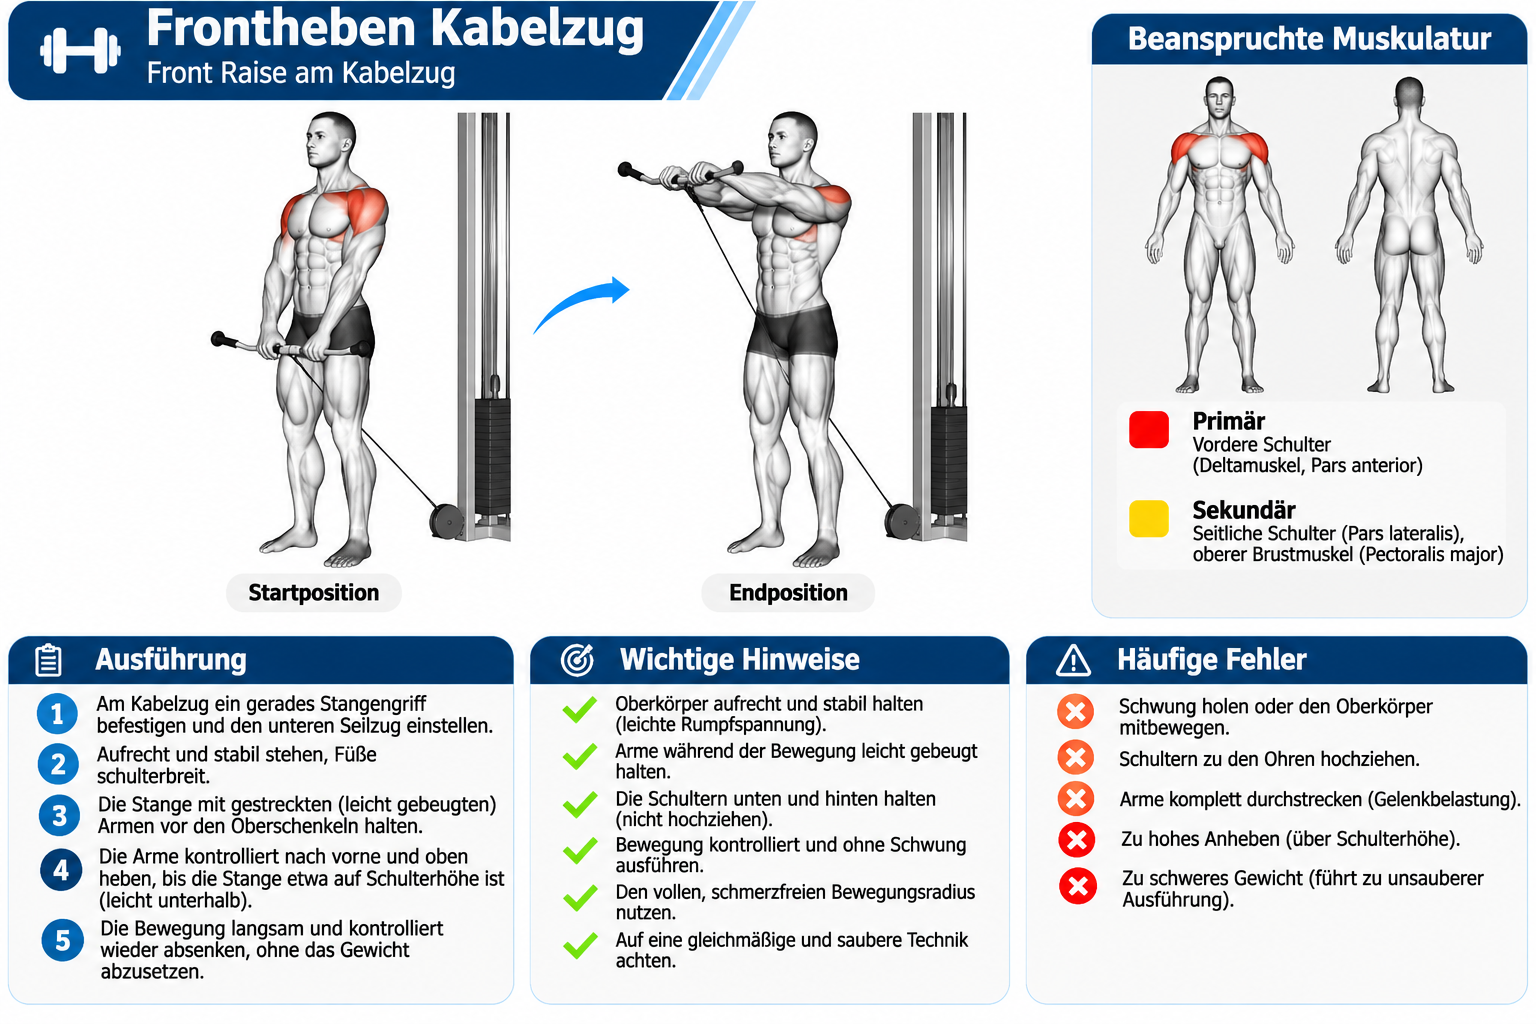 Frontheben Kabelzug
Front Raise am Kabelzug
Startposition
Endposition
Beanspruchte Muskulatur
Primär
Vordere Schulter
(Deltamuskel, Pars anterior)
Sekundär
Seitliche Schulter (Pars lateralis),
oberer Brustmuskel (Pectoralis major)
Ausführung
1
Am Kabelzug ein gerades Stangengriff
befestigen und den unteren Seilzug einstellen.
2
Aufrecht und stabil stehen, Füße
schulterbreit.
3
Die Stange mit gestreckten (leicht gebeugten)
Armen vor den Oberschenkeln halten.
4
Die Arme kontrolliert nach vorne und oben
heben, bis die Stange etwa auf Schulterhöhe ist
(leicht unterhalb).
5
Die Bewegung langsam und kontrolliert
wieder absenken, ohne das Gewicht
abzusetzen.
Wichtige Hinweise
Oberkörper aufrecht und stabil halten
(leichte Rumpfspannung).
Arme während der Bewegung leicht gebeugt
halten.
Die Schultern unten und hinten halten
(nicht hochziehen).
Bewegung kontrolliert und ohne Schwung
ausführen.
Den vollen, schmerzfreien Bewegungsradius
nutzen.
Auf eine gleichmäßige und saubere Technik
achten.
Häufige Fehler
Schwung holen oder den Oberkörper
mitbewegen.
Schultern zu den Ohren hochziehen.
Arme komplett durchstrecken (Gelenkbelastung).
Zu hohes Anheben (über Schulterhöhe).
Zu schweres Gewicht (führt zu unsauberer
Ausführung).